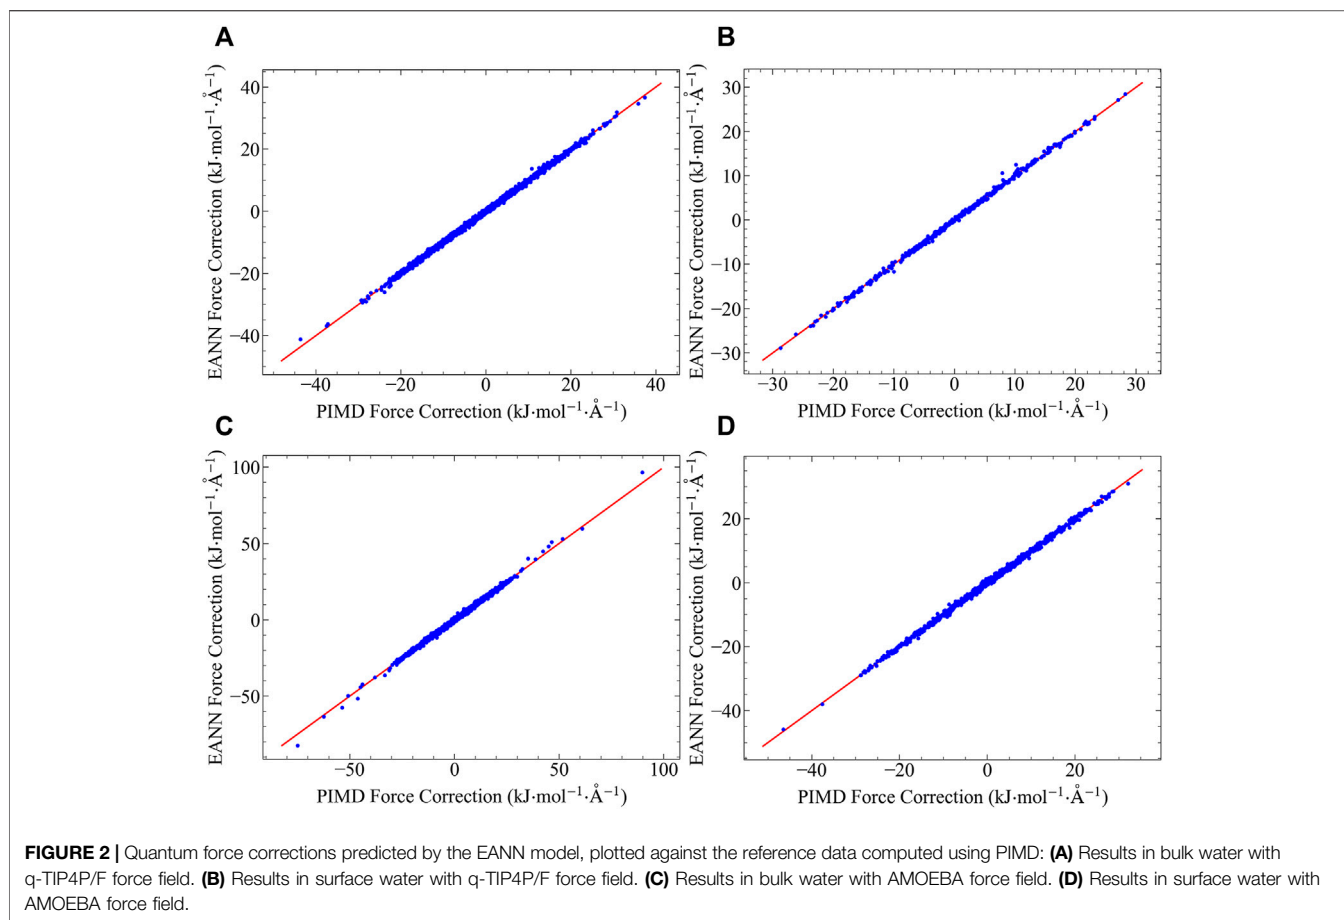 A
EANN Force Correction (kJ·mol⁻¹·Å⁻¹)
40
20
0
−20
−40
−40 −20 0 20 40
PIMD Force Correction (kJ·mol⁻¹·Å⁻¹)
B
EANN Force Correction (kJ·mol⁻¹·Å⁻¹)
30
20
10
0
−10
−20
−30
−30 −20 −10 0 10 20 30
PIMD Force Correction (kJ·mol⁻¹·Å⁻¹)
C
EANN Force Correction (kJ·mol⁻¹·Å⁻¹)
100
50
0
−50
−50 0 50 100
PIMD Force Correction (kJ·mol⁻¹·Å⁻¹)
D
EANN Force Correction (kJ·mol⁻¹·Å⁻¹)
20
0
−20
−40
−40 −20 0 20
PIMD Force Correction (kJ·mol⁻¹·Å⁻¹)
FIGURE 2 | Quantum force corrections predicted by the EANN model, plotted against the reference data computed using PIMD: (A) Results in bulk water with
q-TIP4P/F force field. (B) Results in surface water with q-TIP4P/F force field. (C) Results in bulk water with AMOEBA force field. (D) Results in surface water with
AMOEBA force field.